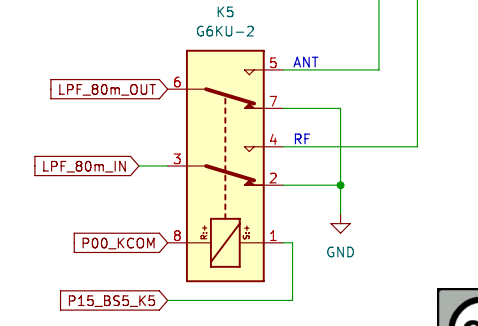 K5
G6KU-2
5 ANT
LPF_80m_OUT 6
7
4 RF
LPF_80m_IN 3
2
P00_KCOM 8 R:+ S:+ 1
GND
P15_BS5_K5